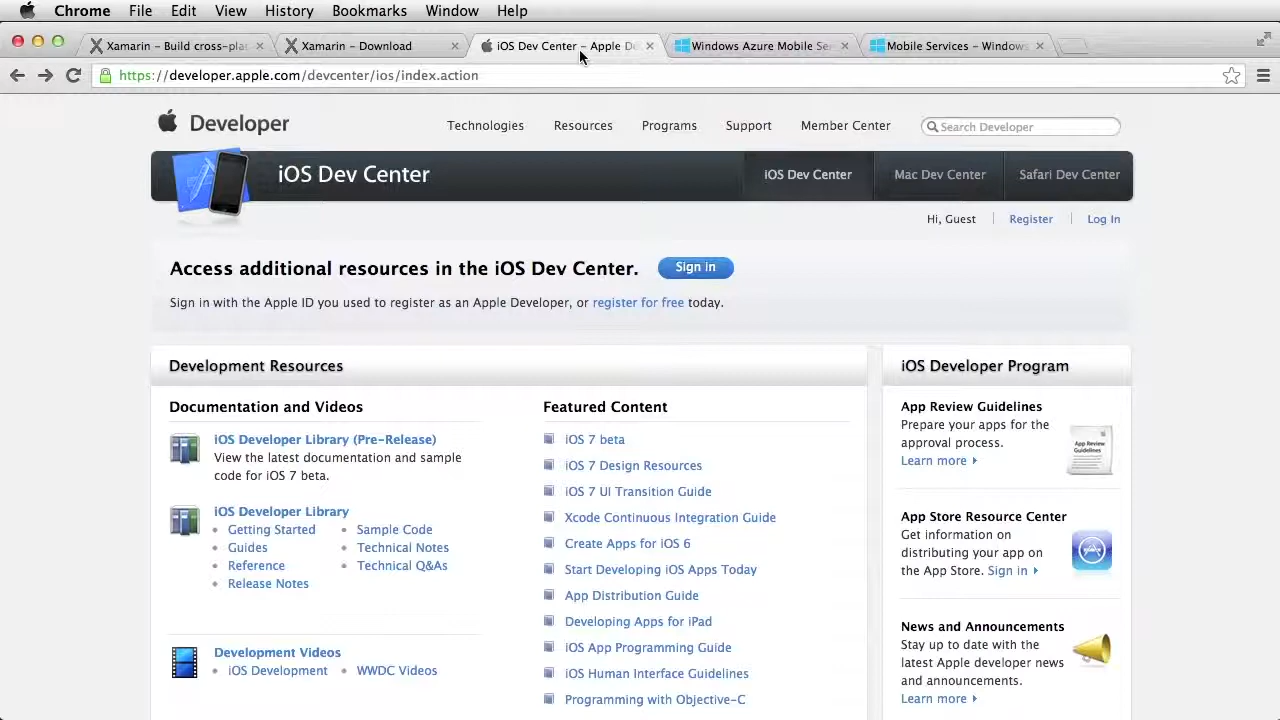 Chrome File Edit View History Bookmarks Window Help
Xamarin - Build cross-pla
Xamarin - Download
iOS Dev Center - Apple De
Windows Azure Mobile Se
Mobile Services - Windows
https://developer.apple.com/devcenter/ios/index.action
Developer
Technologies Resources Programs Support Member Center
Search Developer
iOS Dev Center
iOS Dev Center Mac Dev Center Safari Dev Center
Hi, Guest Register Log In
Access additional resources in the iOS Dev Center. Sign in
Sign in with the Apple ID you used to register as an Apple Developer, or register for free today.
Development Resources
Documentation and Videos
iOS Developer Library (Pre-Release)
View the latest documentation and sample
code for iOS 7 beta.
iOS Developer Library
Getting Started
Guides
Reference
Release Notes
Sample Code
Technical Notes
Technical Q&As
Development Videos
iOS Development WWDC Videos
Featured Content
iOS 7 beta
iOS 7 Design Resources
iOS 7 UI Transition Guide
Xcode Continuous Integration Guide
Create Apps for iOS 6
Start Developing iOS Apps Today
App Distribution Guide
Developing Apps for iPad
iOS App Programming Guide
iOS Human Interface Guidelines
Programming with Objective-C
iOS Developer Program
App Review Guidelines
Prepare your apps for the
approval process.
Learn more
App Review
Guidelines
App Store Resource Center
Get information on
distributing your app on
the App Store. Sign in
News and Announcements
Stay up to date with the
latest Apple developer news
and announcements.
Learn more